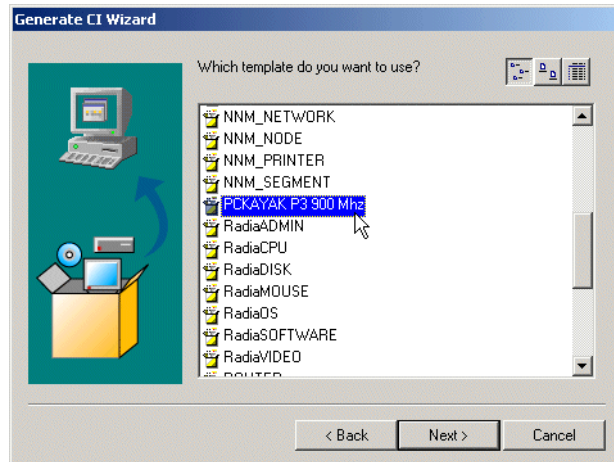 Generate CI Wizard
Which template do you want to use?
NNM_NETWORK
NNM_NODE
NNM_PRINTER
NNM_SEGMENT
PCKAYAK P3 900 Mhz
RadiaADMIN
RadiaCPU
RadiaDISK
RadiaMOUSE
RadiaOS
RadiaSOFTWARE
RadiaVIDEO
ROUTER
< Back Next > Cancel